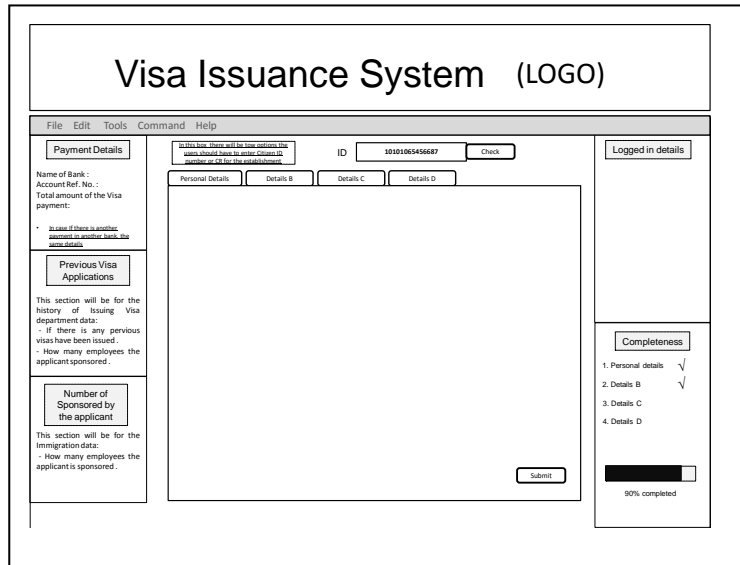 Visa Issuance System (LOGO)
File Edit Tools Command Help
Payment Details
Name of Bank :
Account Ref. No. :
Total amount of the Visa
payment:
• In case If there is another
payment in another bank, the
same details
Previous Visa
Applications
This section will be for the
history of Issuing Visa
department data:
- If there is any pervious
visas have been issued .
- How many employees the
applicant sponsored .
Number of
Sponsored by
the applicant
This section will be for the
Immigration data:
- How many employees the
applicant is sponsored .
In this box there will be tow options the
users should have to enter Citizen ID
number or CR for the establishment
ID 10101065456687 Check
Personal Details Details B Details C Details D
Submit
Logged in details
Completeness
1. Personal details √
2. Details B √
3. Details C
4. Details D
90% completed